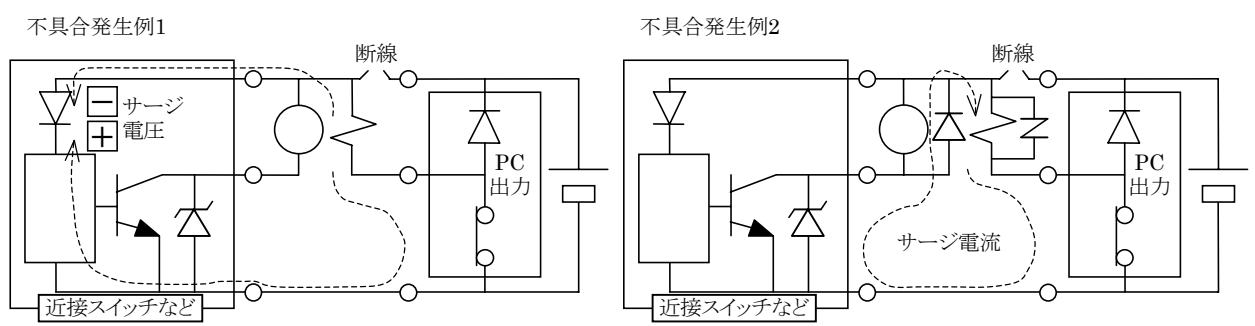 不具合発生例1
断線
サージ
電圧
PC
出力
近接スイッチなど
不具合発生例2
断線
PC
出力
サージ電流
近接スイッチなど